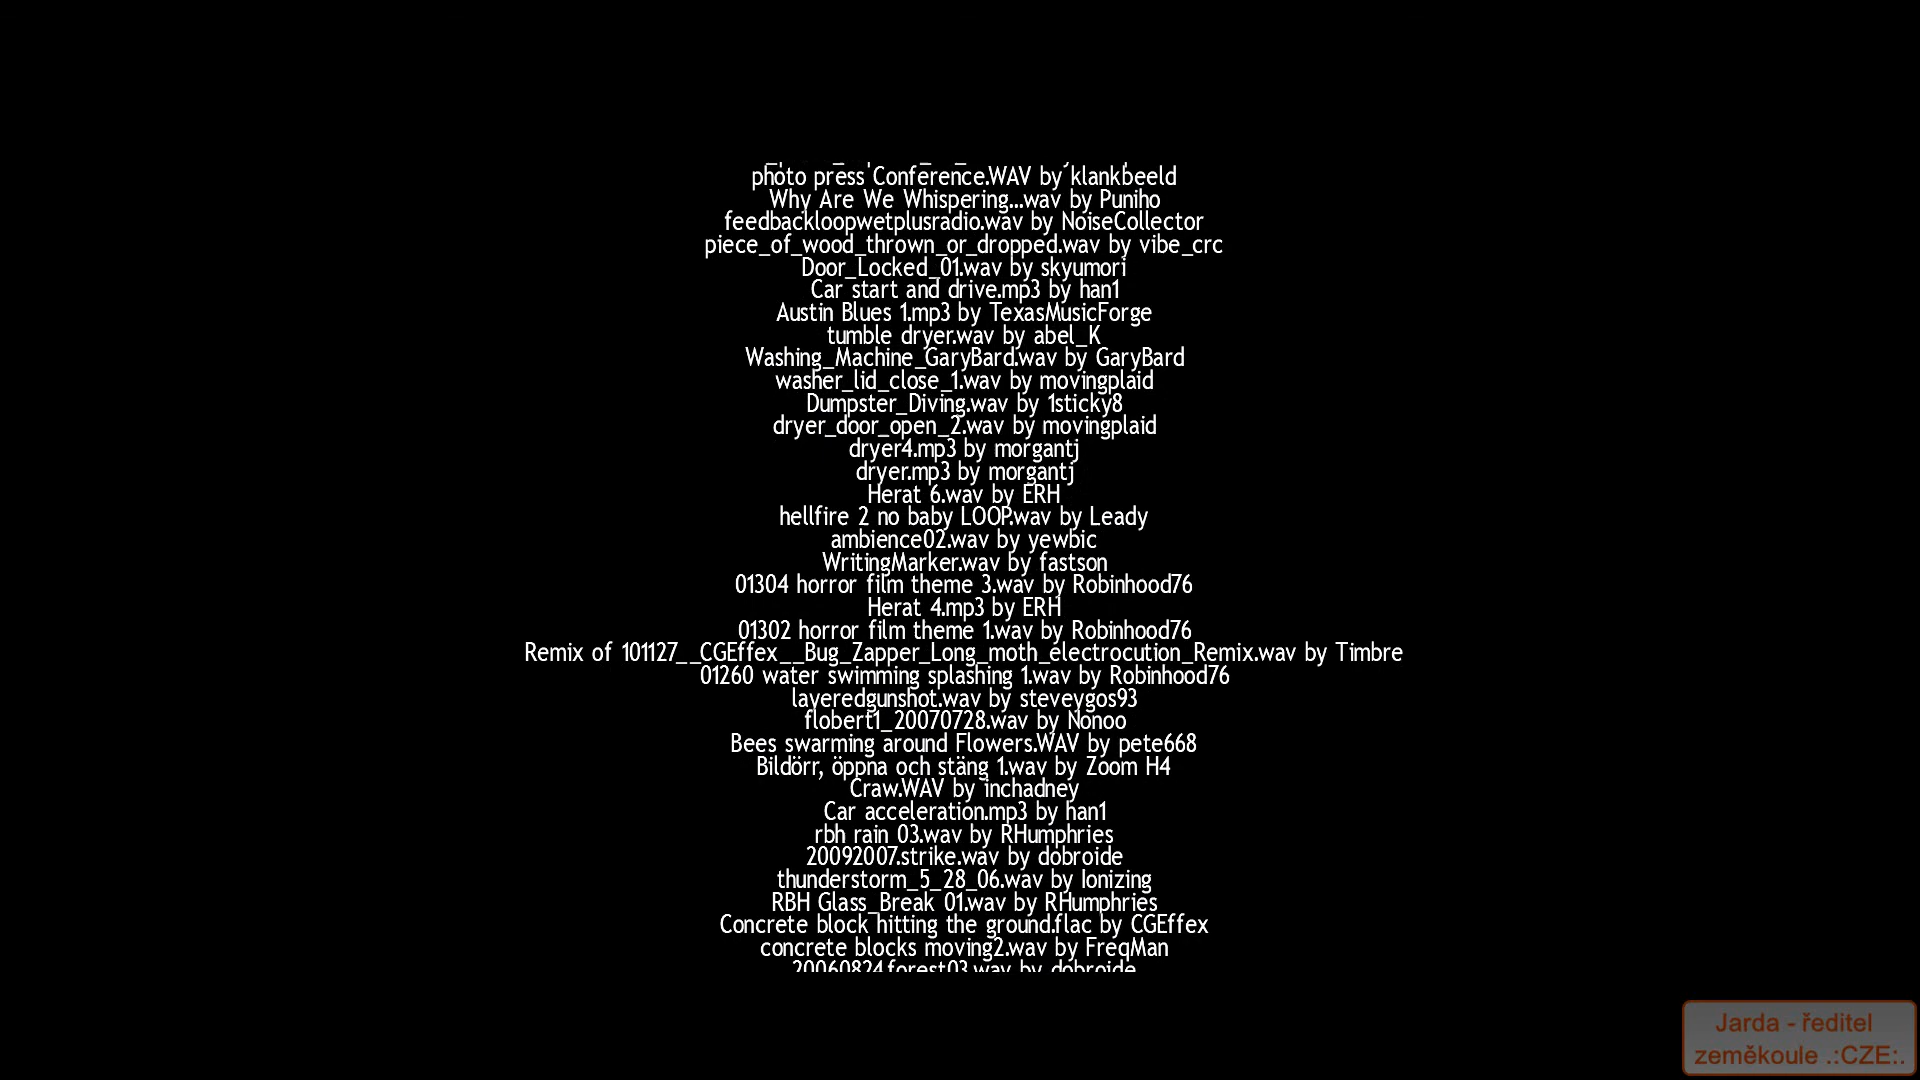 photo press Conference.WAV by klankbeeld
Why Are We Whispering...wav by Puniho
feedbackloopwetplusradio.wav by NoiseCollector
piece_of_wood_thrown_or_dropped.wav by vibe_crc
Door_Locked_01.wav by skyumori
Car start and drive.mp3 by han1
Austin Blues 1.mp3 by TexasMusicForge
tumble dryer.wav by abel_K
Washing_Machine_GaryBard.wav by GaryBard
washer_lid_close_1.wav by movingplaid
Dumpster_Diving.wav by 1sticky8
dryer_door_open_2.wav by movingplaid
dryer4.mp3 by morgantj
dryer.mp3 by morgantj
Herat 6.wav by ERH
hellfire 2 no baby LOOP.wav by Leady
ambience02.wav by yewbic
WritingMarker.wav by fastson
01304 horror film theme 3.wav by Robinhood76
Herat 4.mp3 by ERH
01302 horror film theme 1.wav by Robinhood76
Remix of 101127__CGEffex__Bug_Zapper_Long_moth_electrocution_Remix.wav by Timbre
01260 water swimming splashing 1.wav by Robinhood76
layeredgunshot.wav by steveygos93
flobert1_20070728.wav by Nonoo
Bees swarming around Flowers.WAV by pete668
Bildörr, öppna och stäng 1.wav by Zoom H4
Craw.WAV by inchadney
Car acceleration.mp3 by han1
rbh rain 03.wav by RHumphries
20092007.strike.wav by dobroide
thunderstorm_5_28_06.wav by Ionizing
RBH Glass_Break 01.wav by RHumphries
Concrete block hitting the ground.flac by CGEffex
concrete blocks moving2.wav by FreqMan
20060824.forest03.wav by dobroide
Jarda - ředitel
zeměkoule .:CZE:.